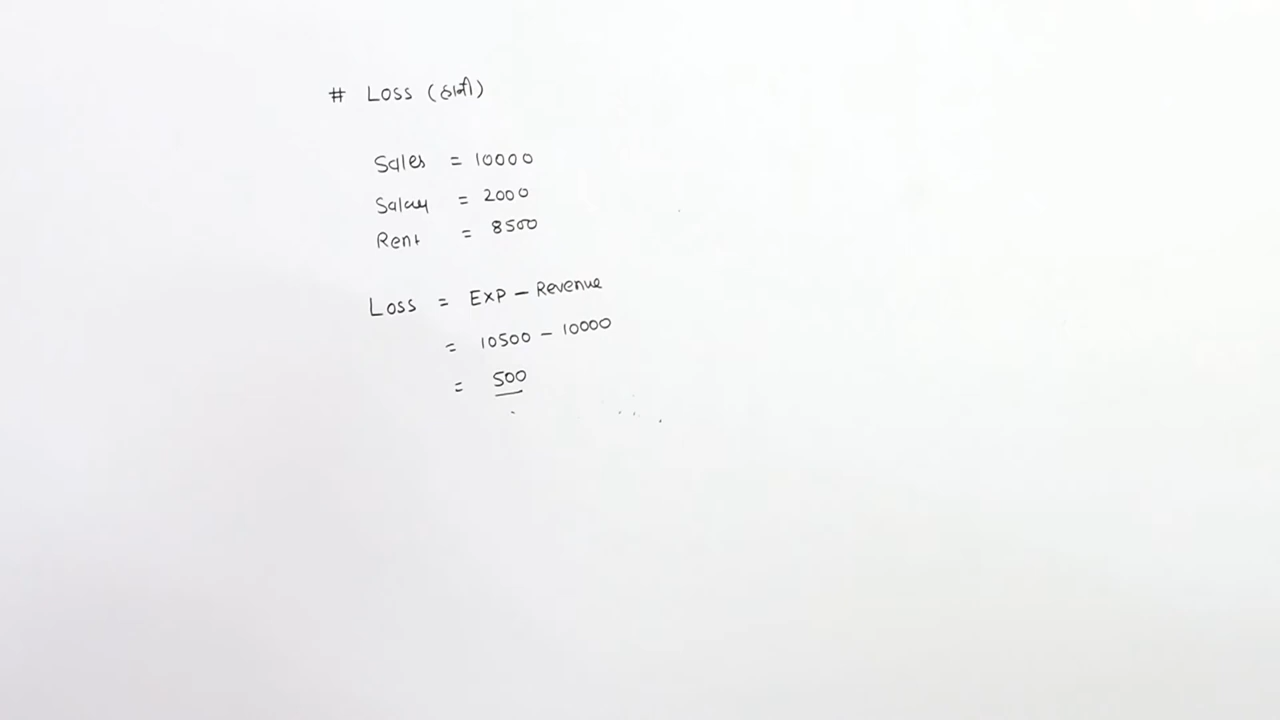 # Loss (હાની)
Sales = 10000
Salary = 2000
Rent = 8500
Loss = EXP - Revenue
= 10500 - 10000
= 500